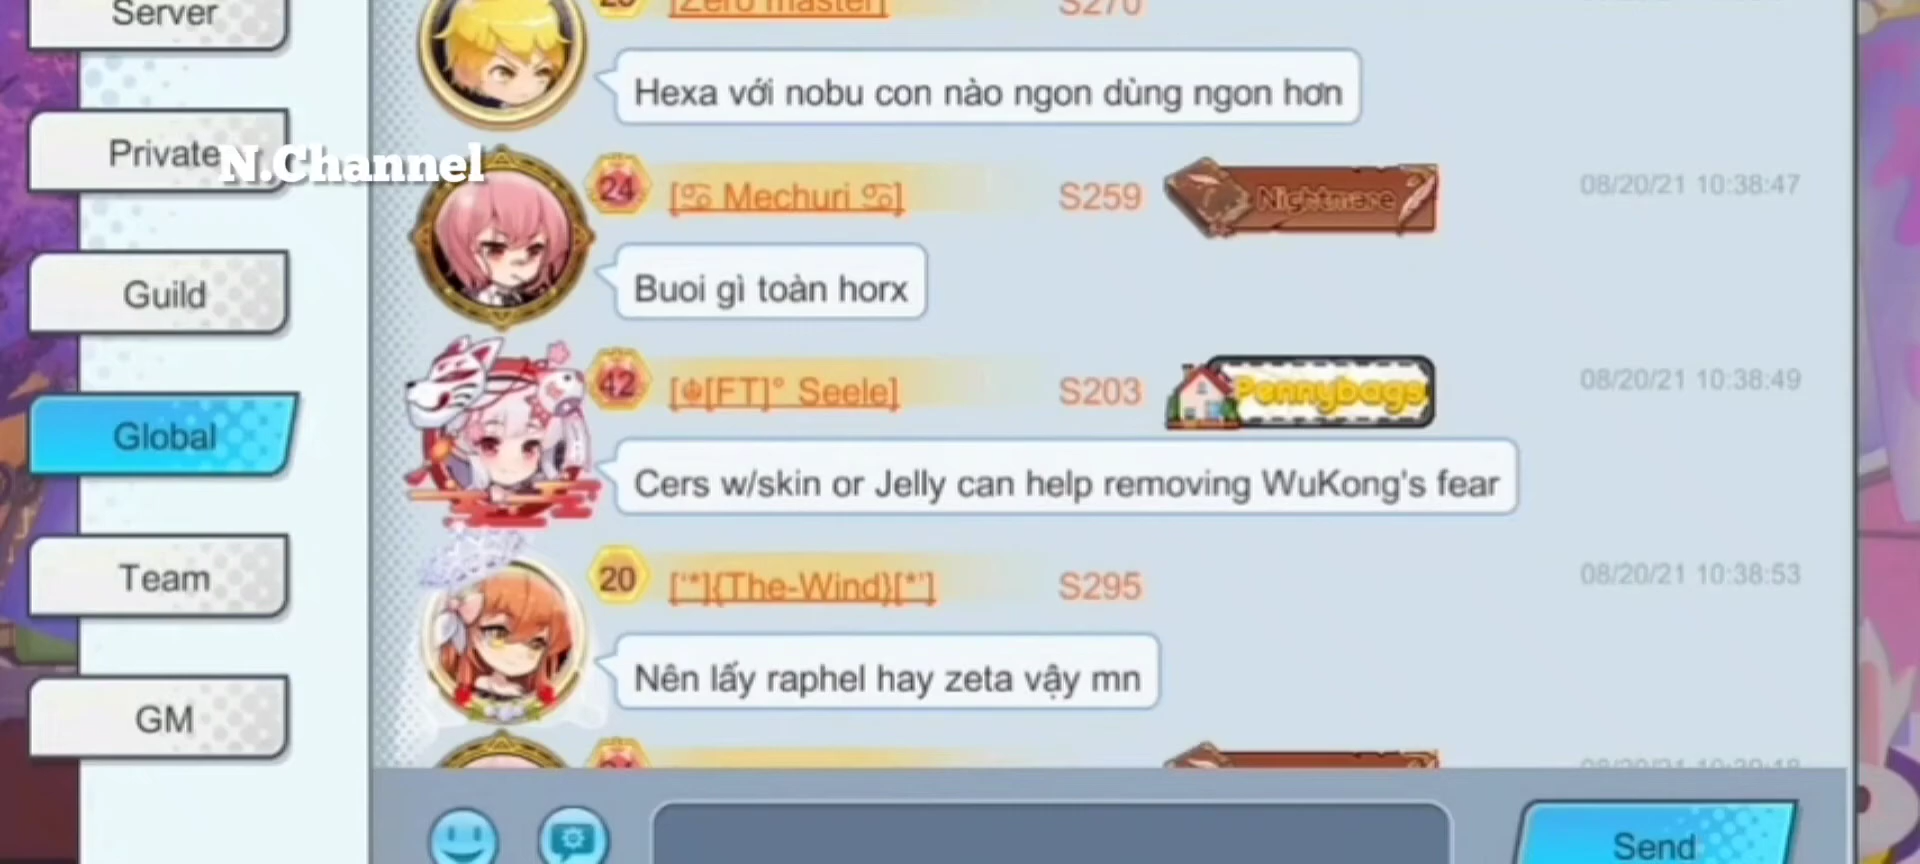 Server
[Zero master]
S270
Hexa với nobu con nào ngon dùng ngon hơn
Private
N.Channel
24
[ Mechuri ]
S259
Nightmare
08/20/21 10:38:47
Buoi gì toàn horx
Guild
42
[☬[FT]° Seele]
S203
Pennybags
08/20/21 10:38:49
Global
Cers w/skin or Jelly can help removing WuKong's fear
20
['*]{The-Wind}[*']
S295
08/20/21 10:38:53
Team
Nên lấy raphel hay zeta vậy mn
GM
Send